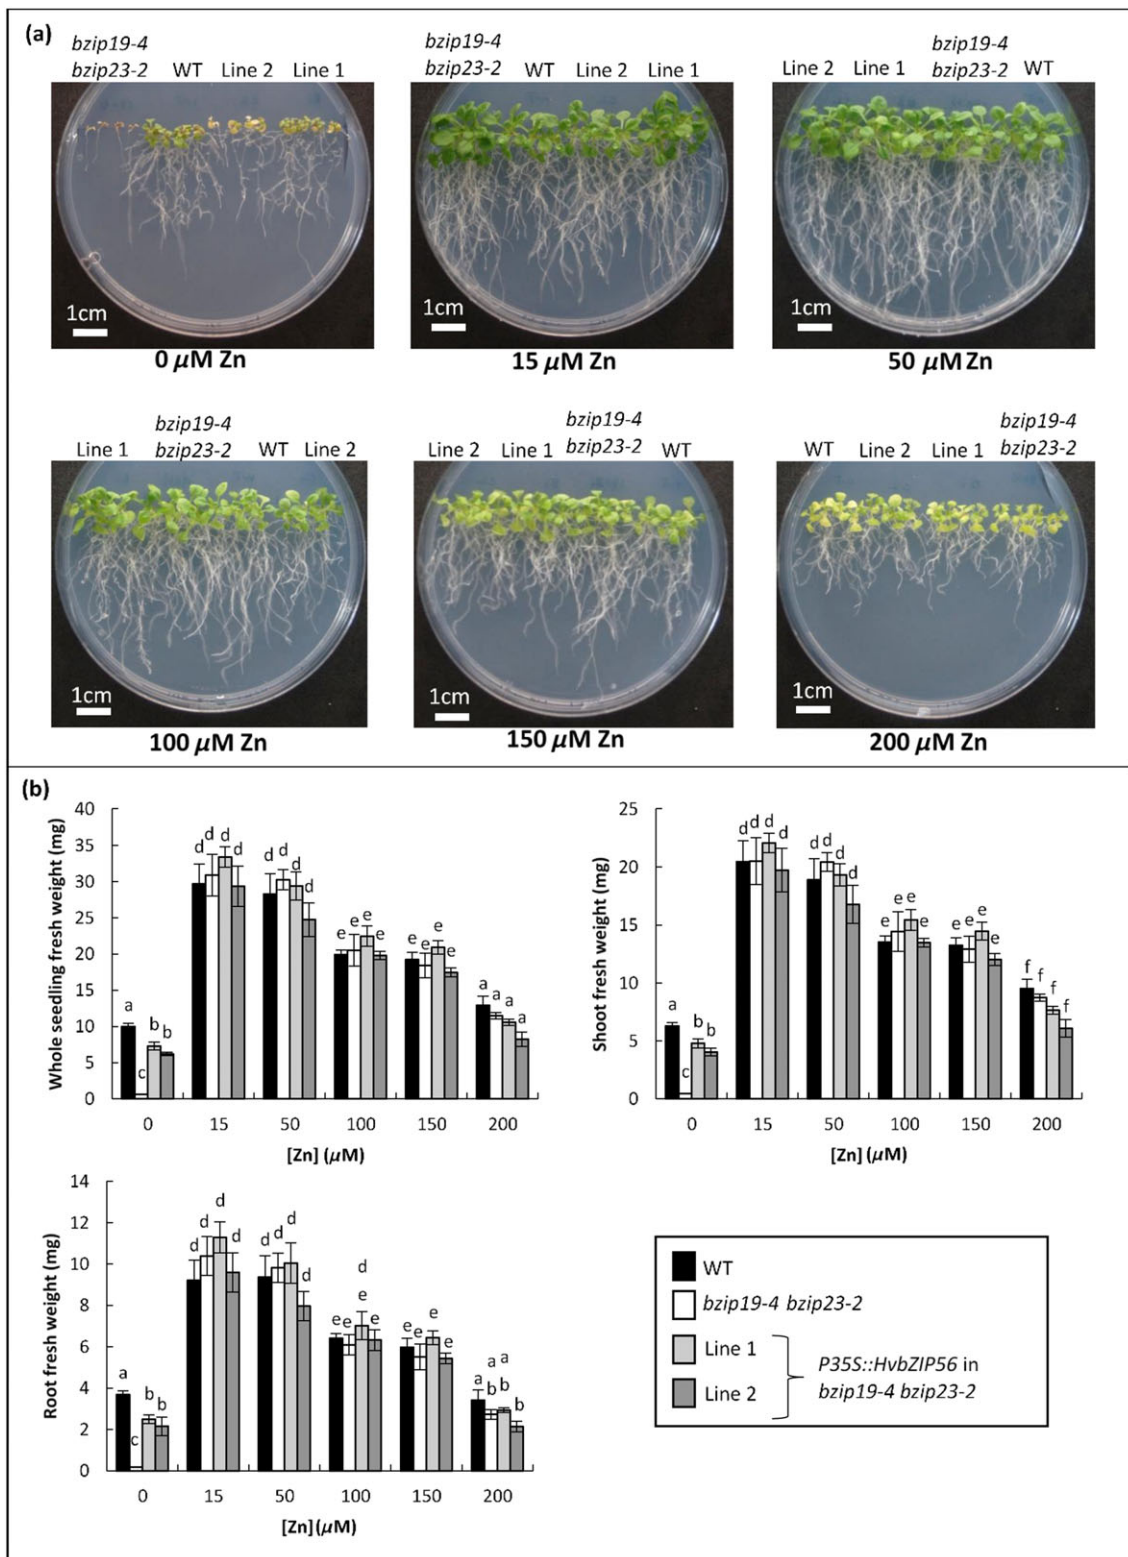 (a)
bzip19-4
bzip23-2 WT Line 2 Line 1
1cm
0 μM Zn
bzip19-4
bzip23-2 WT Line 2 Line 1
1cm
15 μM Zn
bzip19-4
Line 2 Line 1 bzip23-2 WT
1cm
50 μM Zn
bzip19-4
Line 1 bzip23-2 WT Line 2
1cm
100 μM Zn
bzip19-4
Line 2 Line 1 bzip23-2 WT
1cm
150 μM Zn
bzip19-4
WT Line 2 Line 1 bzip23-2
1cm
200 μM Zn
(b)
Whole seedling fresh weight (mg)
40
35
30
25
20
15
10
5
0
a c b b
d d d d
d d d d
e e e e
e e e e
a a a a
0 15 50 100 150 200
[Zn] (μM)
Shoot fresh weight (mg)
25
20
15
10
5
0
a c b b
d d d d
d d d d
e e e e
e e e e
f f f f
0 15 50 100 150 200
[Zn] (μM)
Root fresh weight (mg)
14
12
10
8
6
4
2
0
a c b b
d d d d
d d d d
d
e e e e
e e e e
a a
a b b b
0 15 50 100 150 200
[Zn] (μM)
WT
bzip19-4 bzip23-2
Line 1
Line 2
P35S::HvbZIP56 in
bzip19-4 bzip23-2